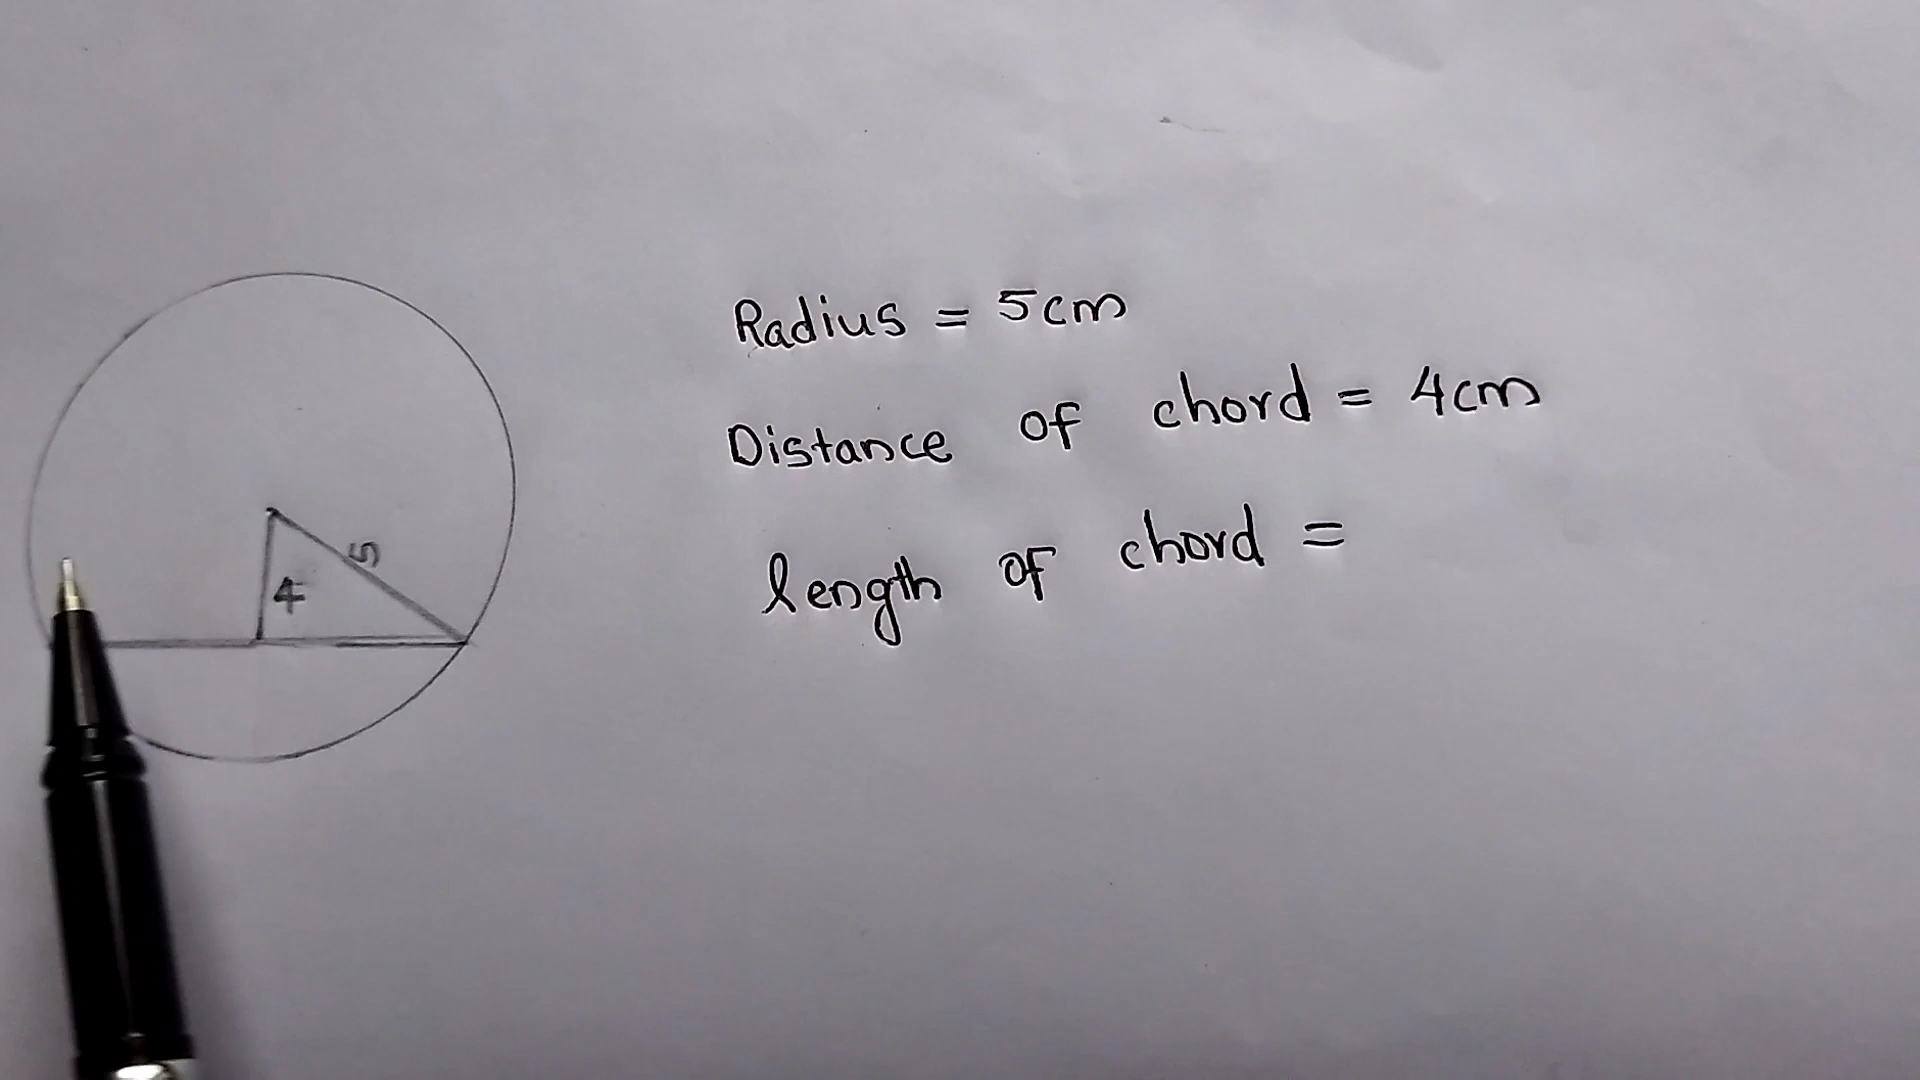 Radius = 5cm
Distance of chord = 4cm
length of chord =
5
4